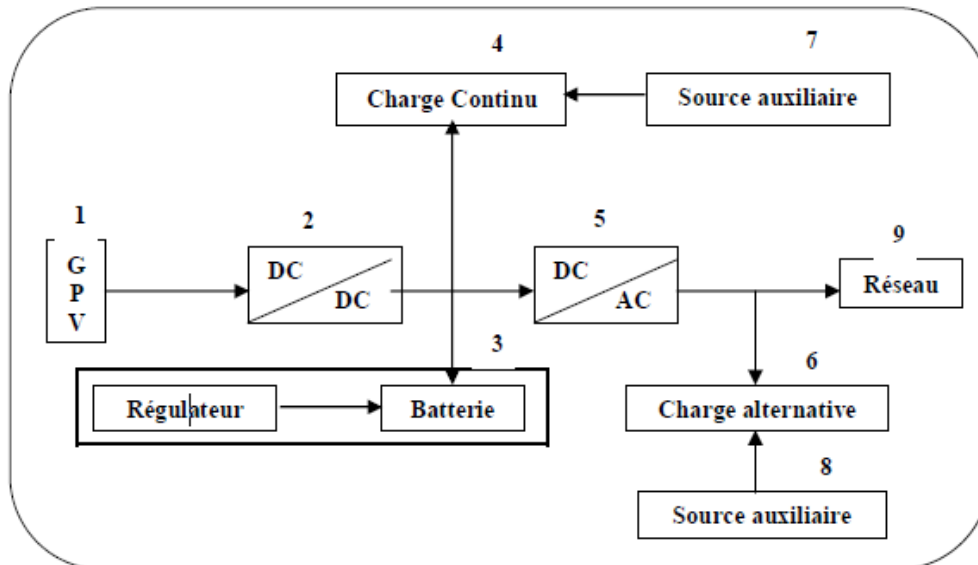 4
7
Charge Continu
Source auxiliaire
1
2
5
9
G
P
V
DC
DC
DC
AC
Réseau
3
6
Régulateur
Batterie
Charge alternative
8
Source auxiliaire